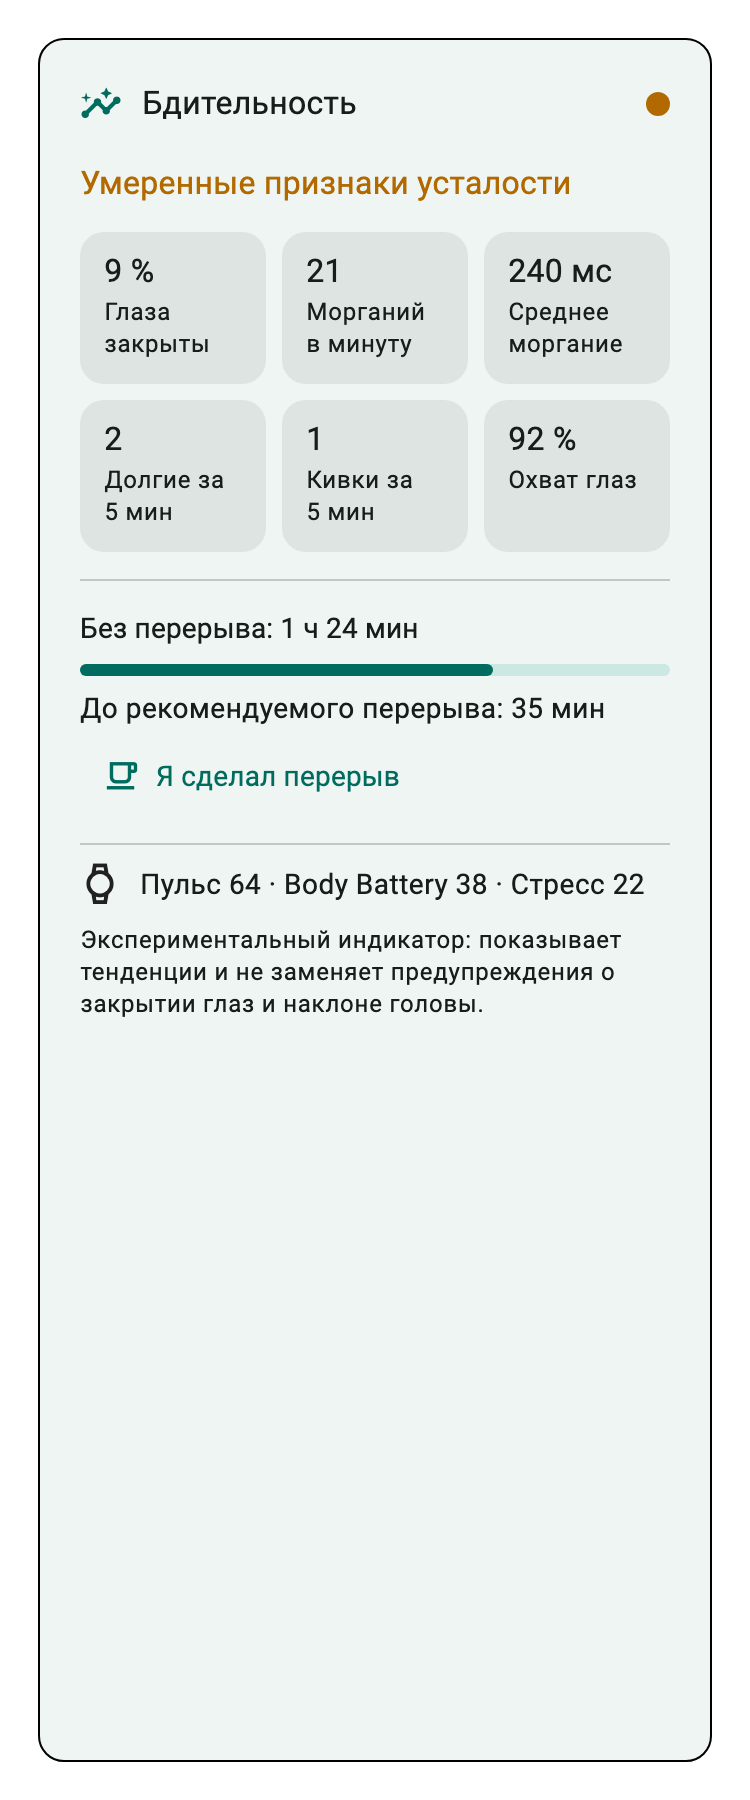 Бдительность
Умеренные признаки усталости
9 %
Глаза
закрыты
21
Морганий
в минуту
240 мс
Среднее
моргание
2
Долгие за
5 мин
1
Кивки за
5 мин
92 %
Охват глаз
Без перерыва: 1 ч 24 мин
До рекомендуемого перерыва: 35 мин
Я сделал перерыв
Пульс 64 · Body Battery 38 · Стресс 22
Экспериментальный индикатор: показывает
тенденции и не заменяет предупреждения о
закрытии глаз и наклоне головы.